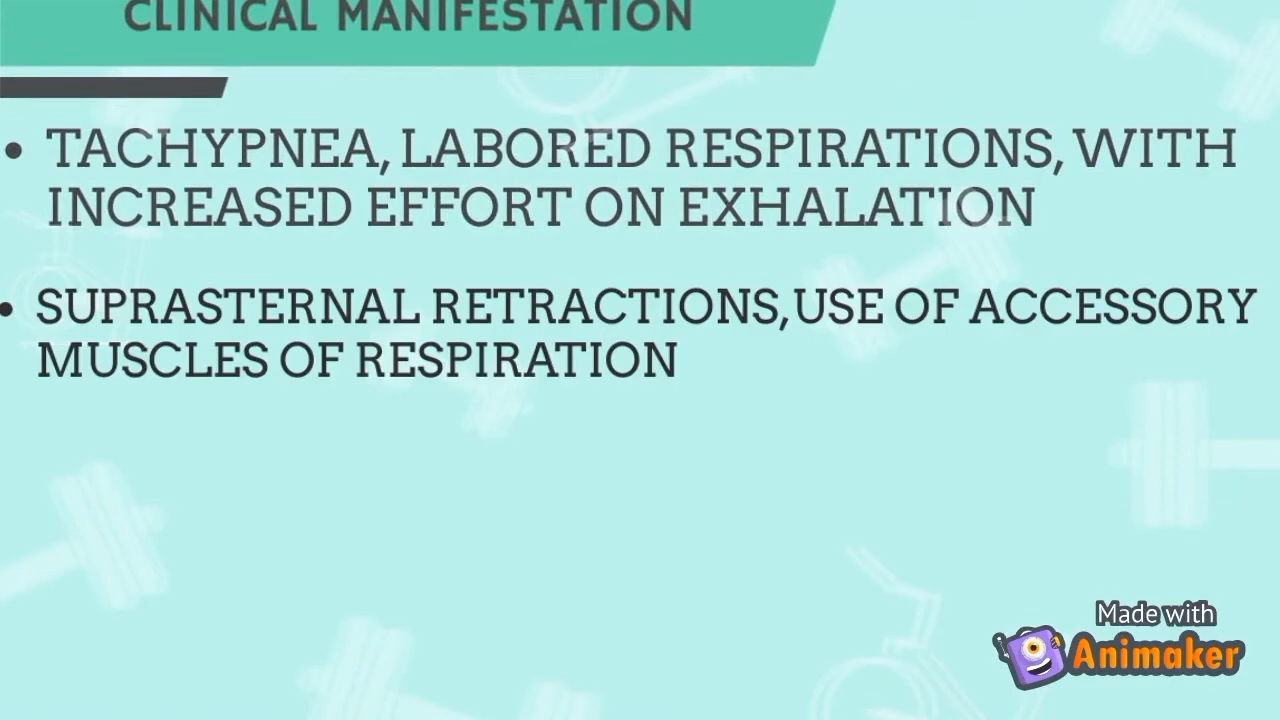 CLINICAL MANIFESTATION
• TACHYPNEA, LABORED RESPIRATIONS, WITH
INCREASED EFFORT ON EXHALATION
• SUPRASTERNAL RETRACTIONS,USE OF ACCESSORY
MUSCLES OF RESPIRATION
Made with
Animaker